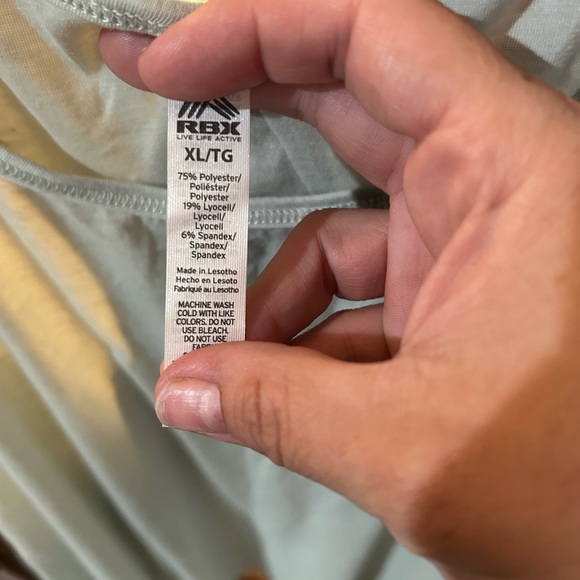 RBX
LIVE LIFE ACTIVE
XL/TG
75% Polyester/
Poliéster/
Polyester
19% Lyocell/
Lyocell/
Lyocell
6% Spandex/
Spandex/
Spandex
Made in Lesotho
Hecho en Lesoto
Fabriqué au Lesotho
MACHINE WASH
COLD WITH LIKE
COLORS. DO NOT
USE BLEACH.
DO NOT USE